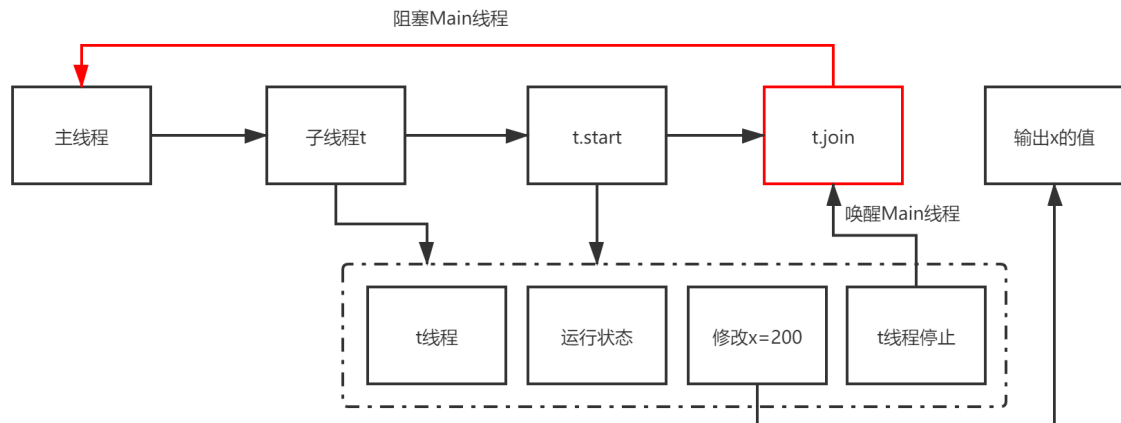 阻塞Main线程
主线程
子线程t
t.start
t.join
输出x的值
唤醒Main线程
t线程
运行状态
修改x=200
t线程停止